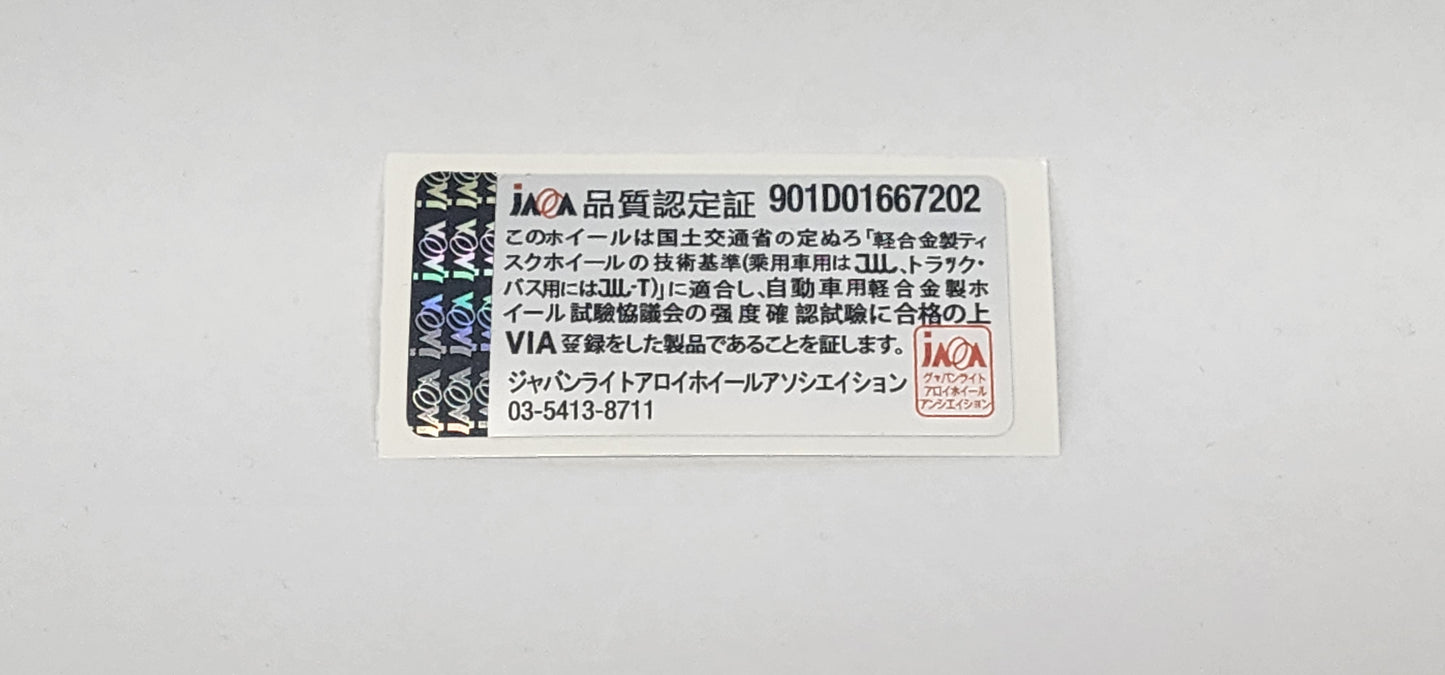 JAWA 品質認定証 901D01667202
このホイールは国土交通省の定ぬろ「軽合金製ティ
スクホイールの技術基準(乗用車用はJWL、トラック・
バス用にはJWL-T)」に適合し、自動車用軽合金製ホ
イール試験協議会の强度確認試験に合格の上
VIA 登録をした製品であることを証します。
ジャパンライトアロイホイールアソシエイション
03-5413-8711
JAWA
ジャパンライト
アロイホイール
アンシエイション